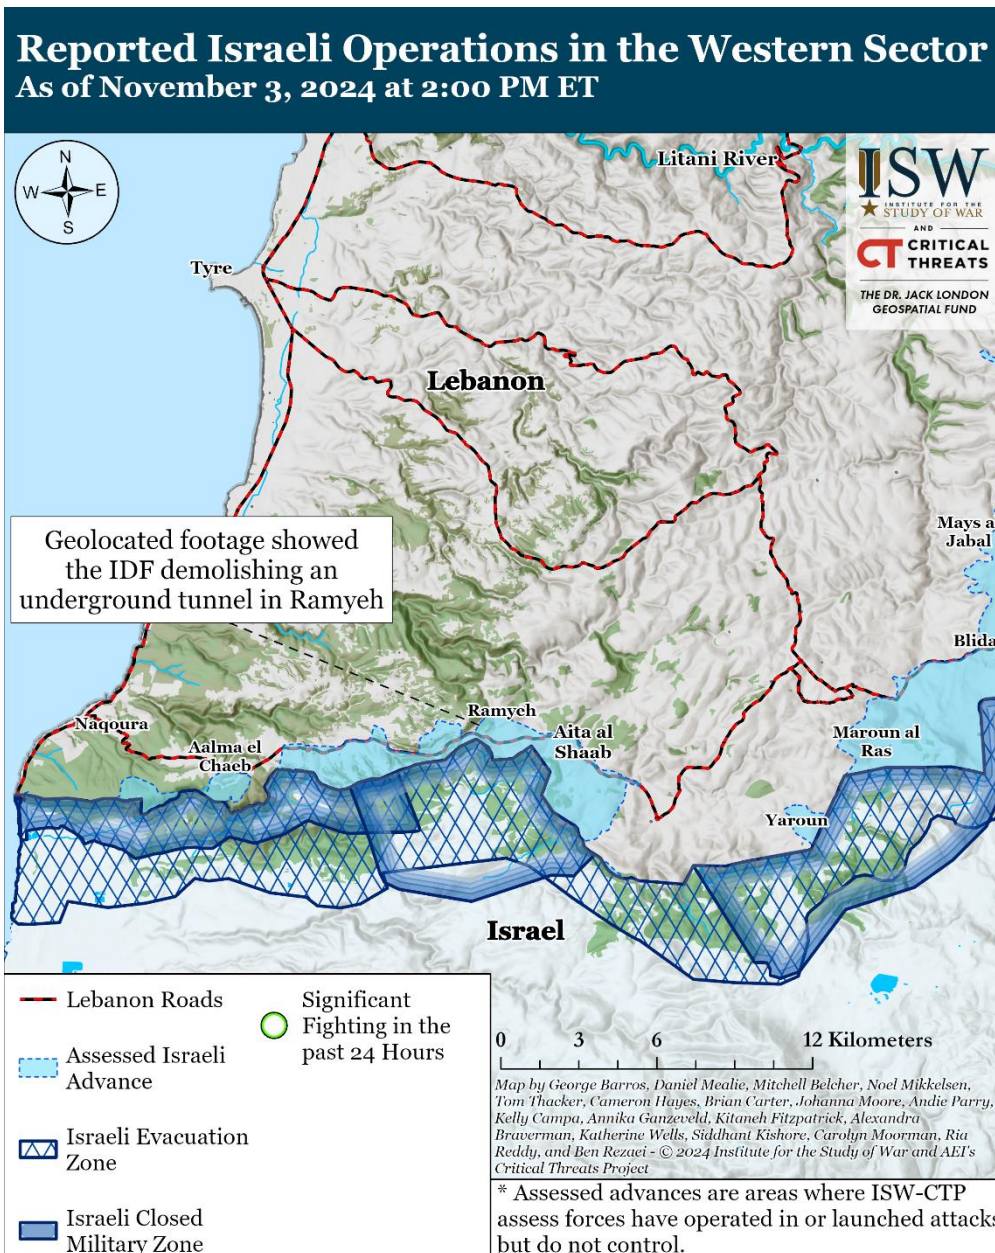 Reported Israeli Operations in the Western Sector
As of November 3, 2024 at 2:00 PM ET
N
W E
S
Litani River
ISW
INSTITUTE FOR THE
STUDY OF WAR
AND
CT CRITICAL
THREATS
THE DR. JACK LONDON
GEOSPATIAL FUND
Tyre
Lebanon
Geolocated footage showed
the IDF demolishing an
underground tunnel in Ramyeh
Mays a
Jabal
Blida
Ramyeh
Naqoura
Aita al
Shaab
Maroun al
Ras
Aalma el
Chaeb
Yaroun
Israel
Lebanon Roads
Assessed Israeli
Advance
Israeli Evacuation
Zone
Israeli Closed
Military Zone
Significant
Fighting in the
past 24 Hours
0 3 6 12 Kilometers
Map by George Barros, Daniel Mealie, Mitchell Belcher, Noel Mikkelsen,
Tom Thacker, Cameron Hayes, Brian Carter, Johanna Moore, Andie Parry,
Kelly Campa, Annika Ganzeveld, Kitaneh Fitzpatrick, Alexandra
Braverman, Katherine Wells, Siddhant Kishore, Carolyn Moorman, Ria
Reddy, and Ben Rezaei - © 2024 Institute for the Study of War and AEI's
Critical Threats Project
* Assessed advances are areas where ISW-CTP
assess forces have operated in or launched attacks
but do not control.